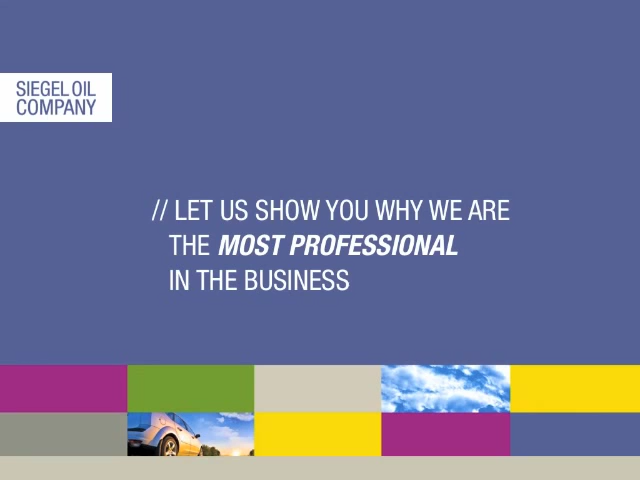 SIEGEL OIL
COMPANY
// LET US SHOW YOU WHY WE ARE
THE MOST PROFESSIONAL
IN THE BUSINESS